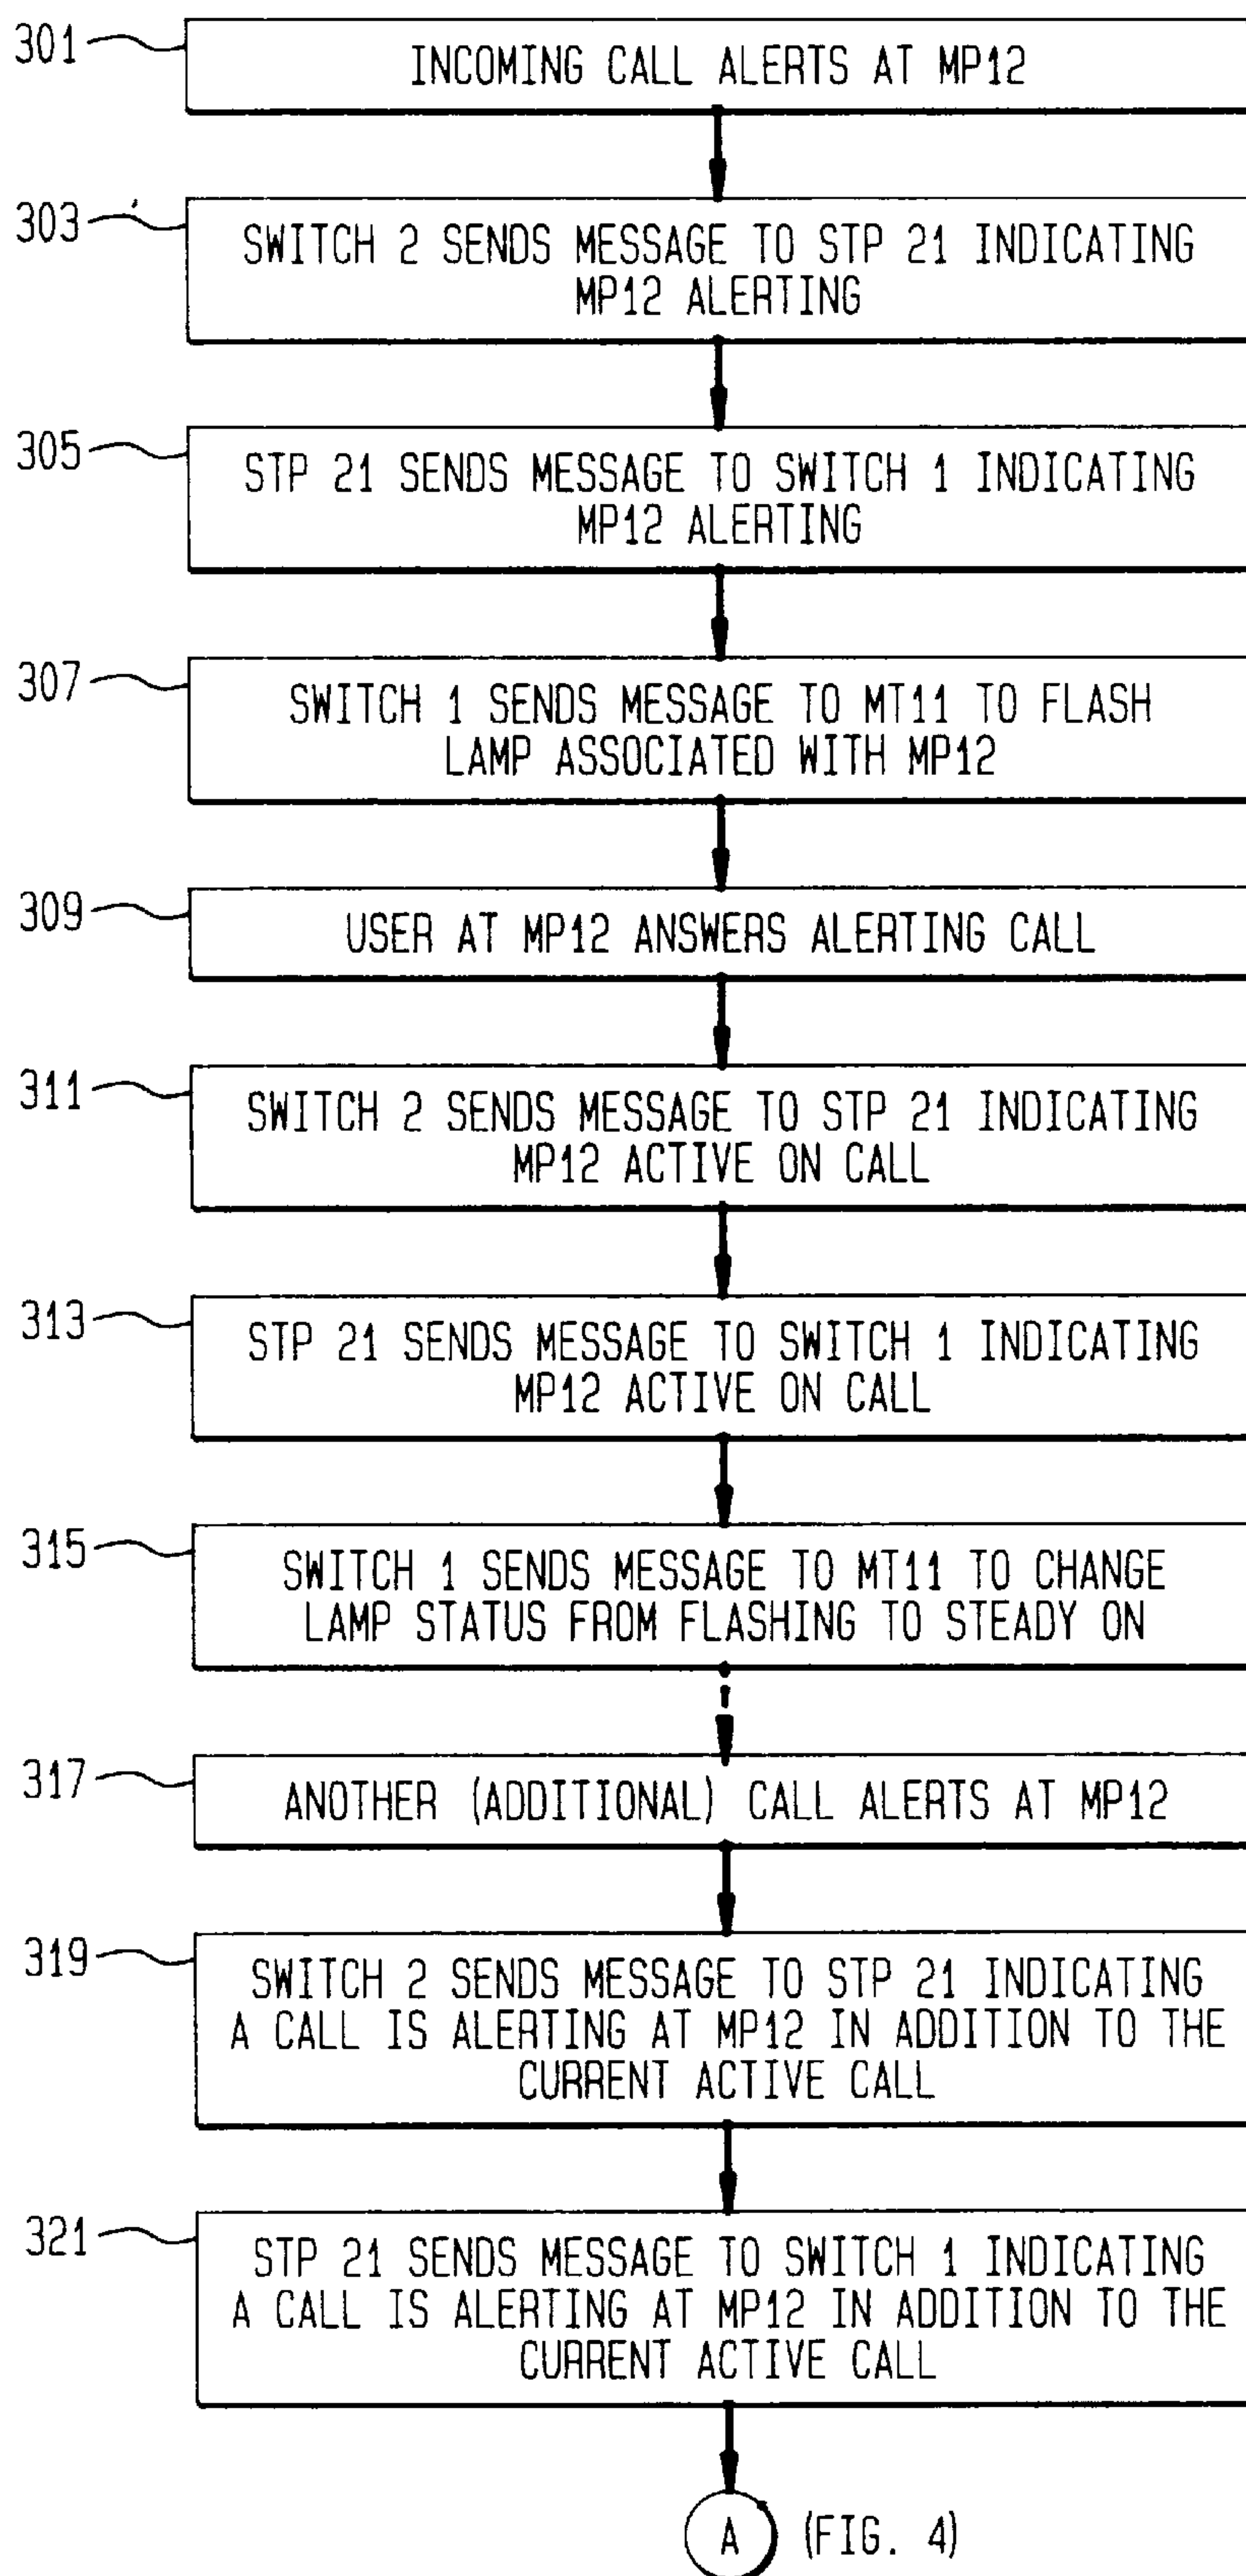 301
INCOMING CALL ALERTS AT MP12
303
SWITCH 2 SENDS MESSAGE TO STP 21 INDICATING
MP12 ALERTING
305
STP 21 SENDS MESSAGE TO SWITCH 1 INDICATING
MP12 ALERTING
307
SWITCH 1 SENDS MESSAGE TO MT11 TO FLASH
LAMP ASSOCIATED WITH MP12
309
USER AT MP12 ANSWERS ALERTING CALL
311
SWITCH 2 SENDS MESSAGE TO STP 21 INDICATING
MP12 ACTIVE ON CALL
313
STP 21 SENDS MESSAGE TO SWITCH 1 INDICATING
MP12 ACTIVE ON CALL
315
SWITCH 1 SENDS MESSAGE TO MT11 TO CHANGE
LAMP STATUS FROM FLASHING TO STEADY ON
317
ANOTHER (ADDITIONAL) CALL ALERTS AT MP12
319
SWITCH 2 SENDS MESSAGE TO STP 21 INDICATING
A CALL IS ALERTING AT MP12 IN ADDITION TO THE
CURRENT ACTIVE CALL
321
STP 21 SENDS MESSAGE TO SWITCH 1 INDICATING
A CALL IS ALERTING AT MP12 IN ADDITION TO THE
CURRENT ACTIVE CALL
A (FIG. 4)